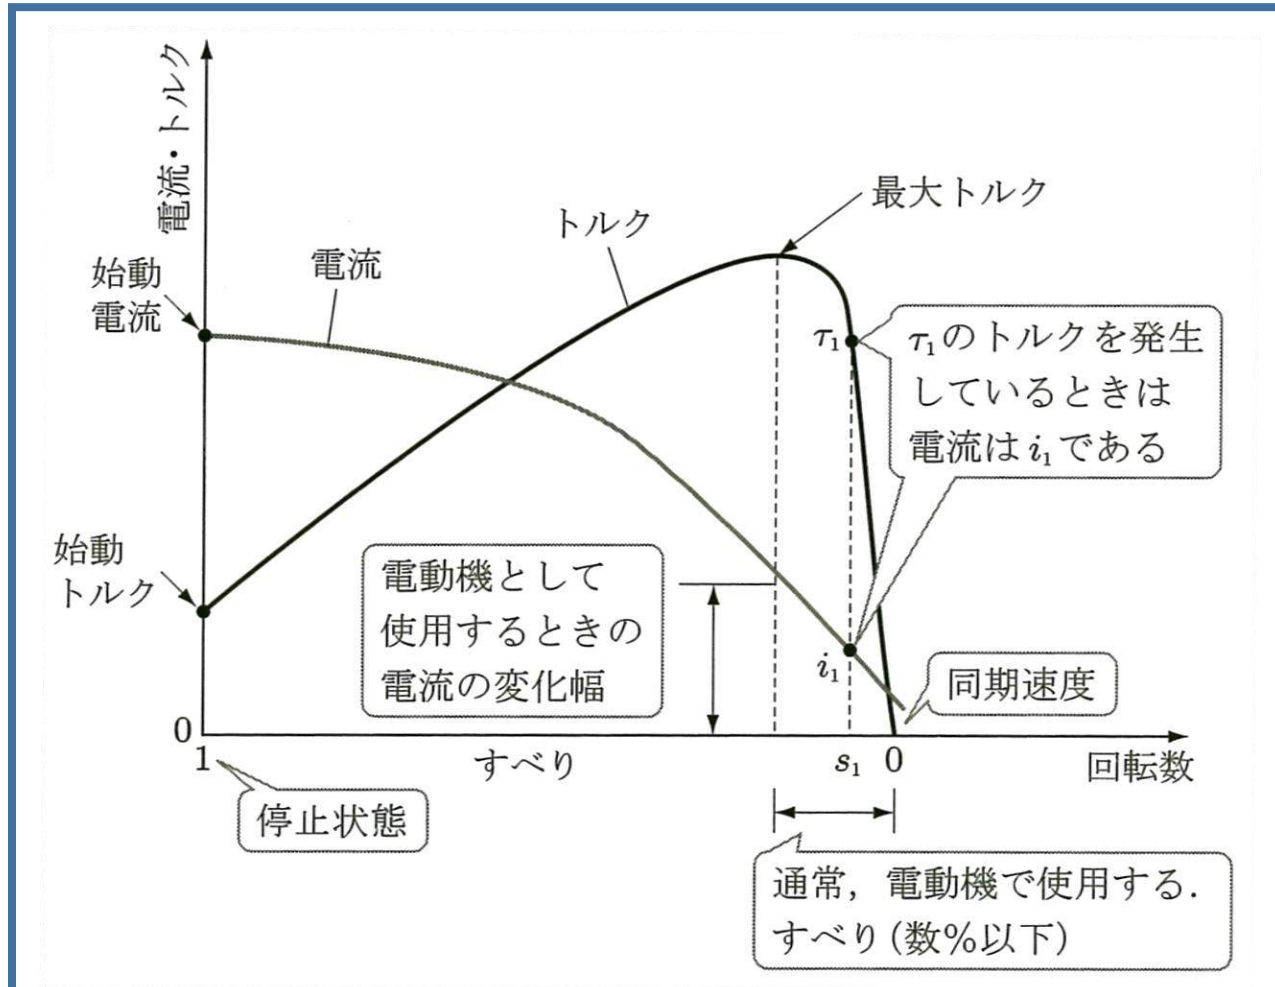 電流・トルク
最大トルク
トルク
電流
始動
電流
τ₁
τ₁のトルクを発生
しているときは
電流はi₁である
始動
トルク
電動機として
使用するときの
電流の変化幅
i₁
同期速度
0
1
すべり
s₁
0
回転数
停止状態
通常，電動機で使用する．
すべり(数%以下)